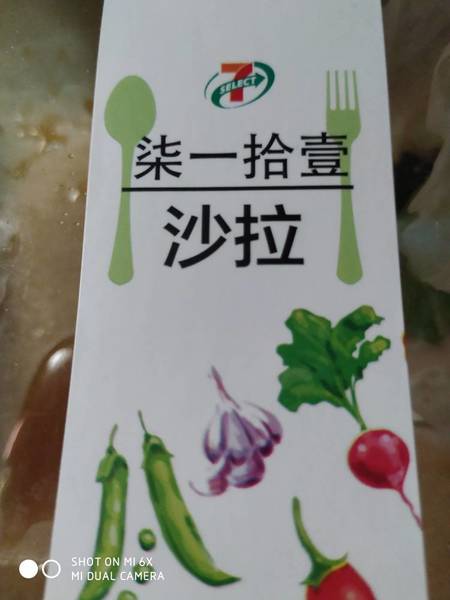 7
SELECT
柒一拾壹
沙拉
SHOT ON MI 6X
MI DUAL CAMERA